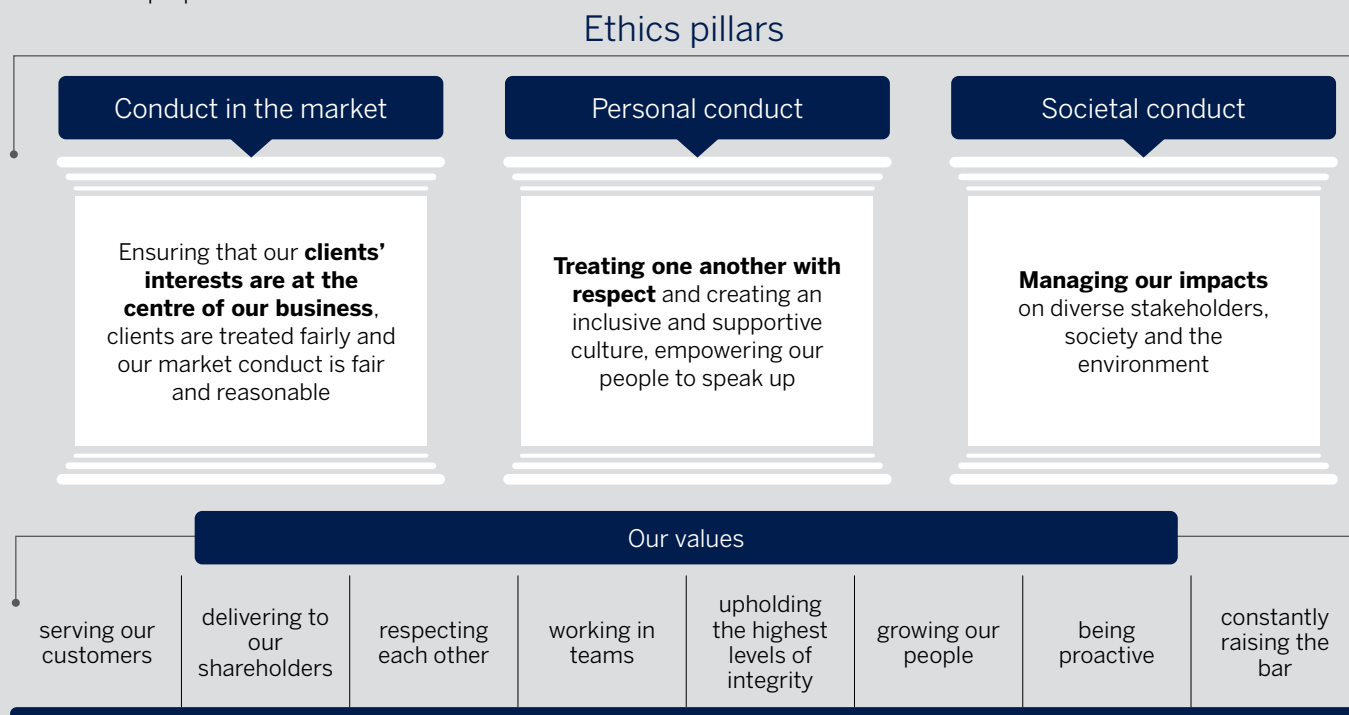 Ethics pillars
Conduct in the market
Personal conduct
Societal conduct
Ensuring that our clients’
interests are at the
centre of our business,
clients are treated fairly and
our market conduct is fair
and reasonable
Treating one another with
respect and creating an
inclusive and supportive
culture, empowering our
people to speak up
Managing our impacts
on diverse stakeholders,
society and the
environment
Our values
serving our
customers
delivering to
our
shareholders
respecting
each other
working in
teams
upholding
the highest
levels of
integrity
growing our
people
being
proactive
constantly
raising the
bar